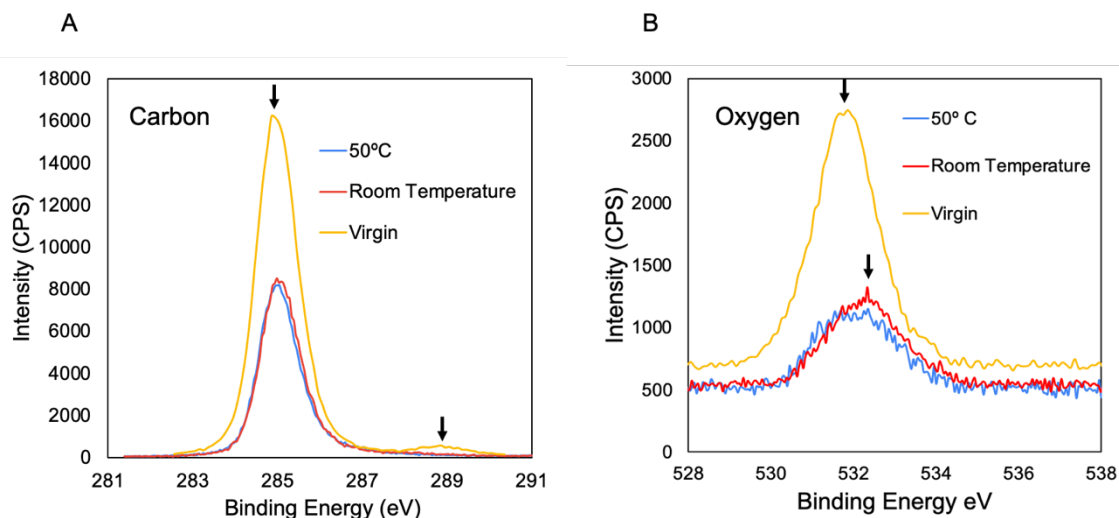 A
B
18000
16000
14000
12000
10000
8000
6000
4000
2000
0
Intensity (CPS)
Carbon
50ºC
Room Temperature
Virgin
281 283 285 287 289 291
Binding Energy (eV)
3000
2500
2000
1500
1000
500
0
Intensity (CPS)
Oxygen
50º C
Room Temperature
Virgin
528 530 532 534 536 538
Binding Energy eV